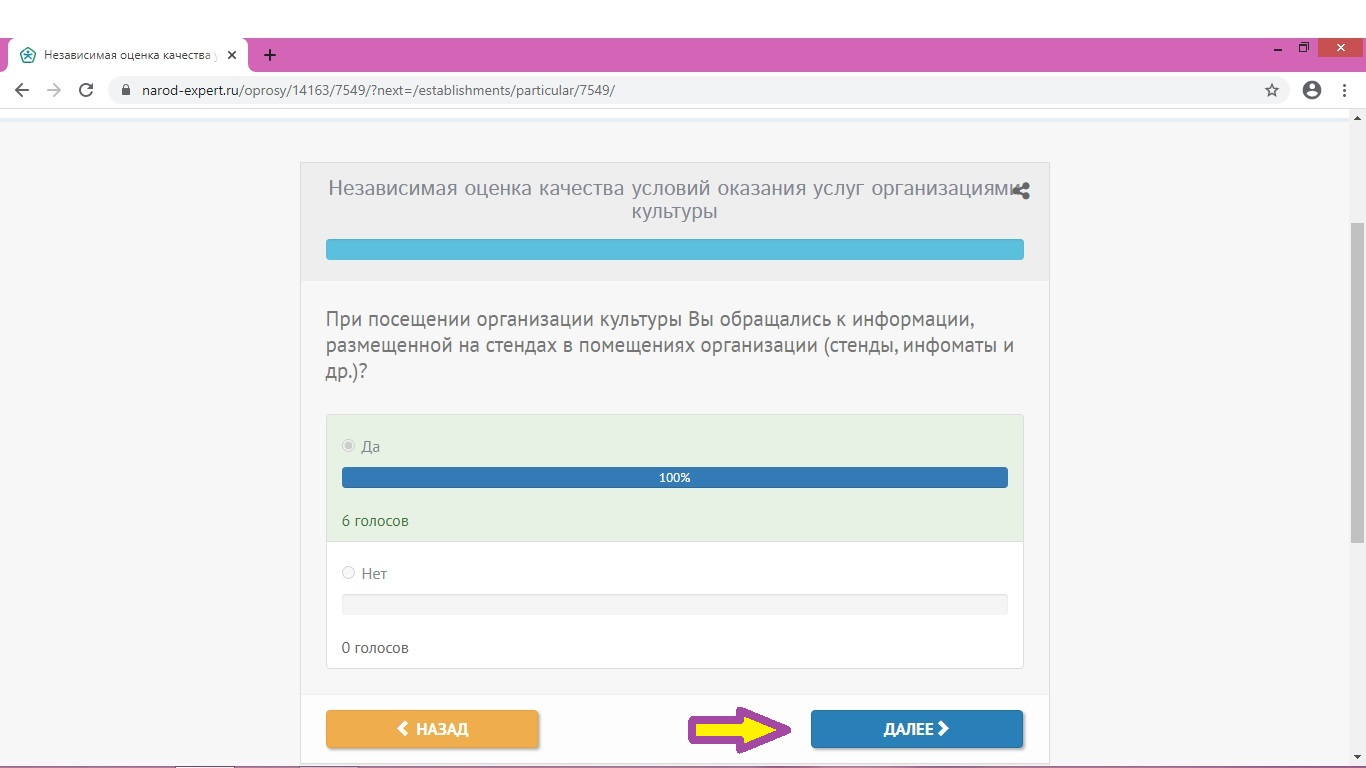 Независимая оценка качества у
narod-expert.ru/oprosy/14163/7549/?next=/establishments/particular/7549/
Независимая оценка качества условий оказания услуг организациями
культуры
При посещении организации культуры Вы обращались к информации,
размещенной на стендах в помещениях организации (стенды, инфоматы и
др.)?
Да
100%
6 голосов
Нет
0 голосов
НАЗАД
ДАЛЕЕ